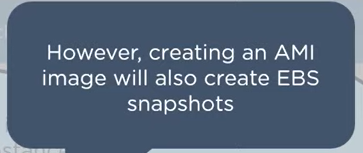 However, creating an AMI
image will also create EBS
snapshots